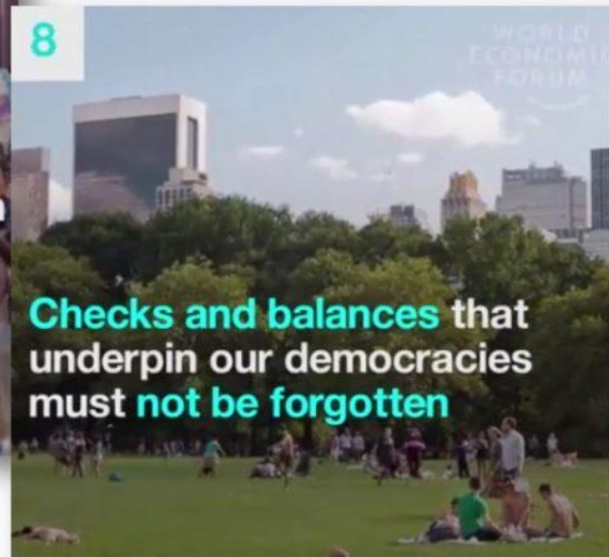 8
WORLD
ECONOMIC
FORUM
Checks and balances that
underpin our democracies
must not be forgotten